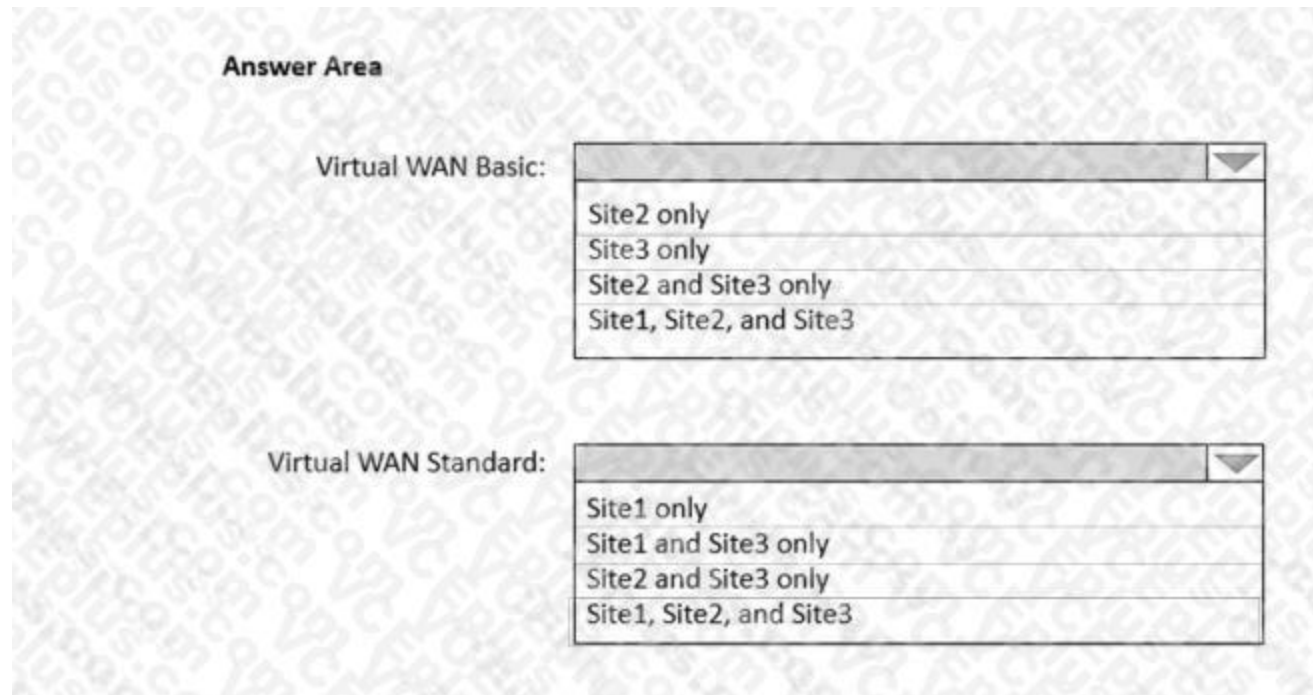 Answer Area
Virtual WAN Basic:
Site2 only
Site3 only
Site2 and Site3 only
Site1, Site2, and Site3
Virtual WAN Standard:
Site1 only
Site1 and Site3 only
Site2 and Site3 only
Site1, Site2, and Site3